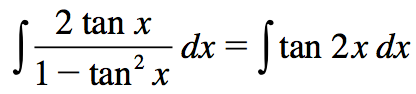 ∫ (2 tan x)/(1 − tan² x) dx = ∫ tan 2x dx